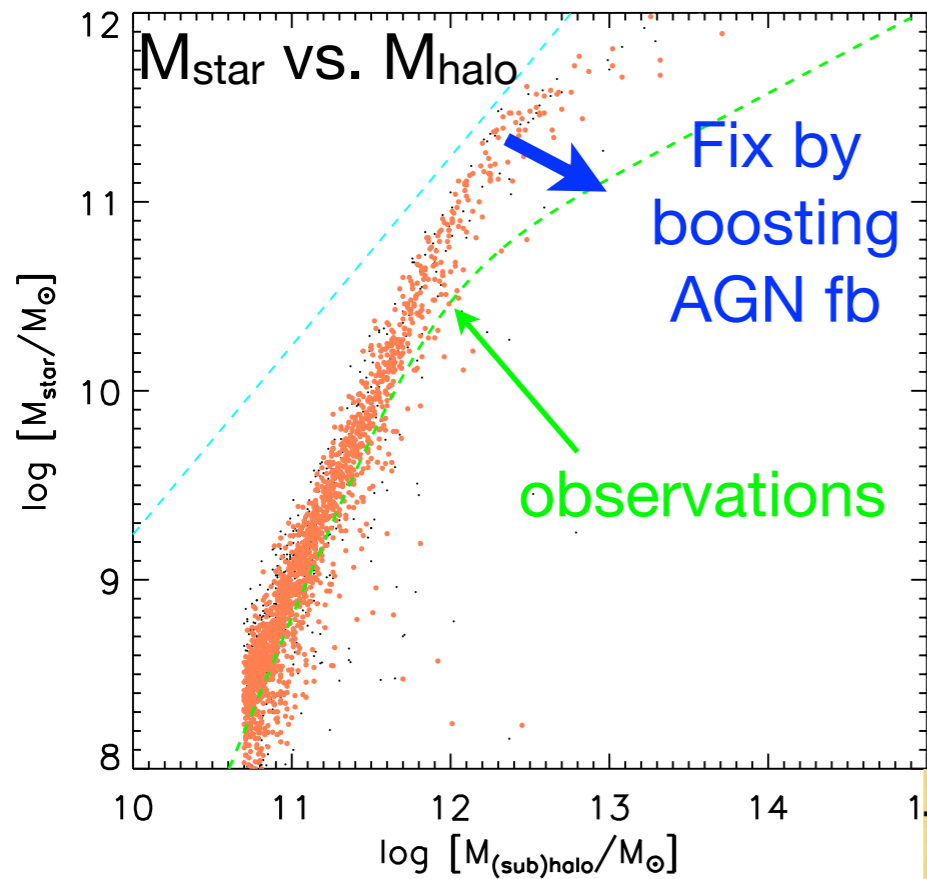 Mstar vs. Mhalo
Fix by
boosting
AGN fb
observations
12
11
10
9
8
log [Mstar/M⊙]
10 11 12 13 14 1
log [M(sub)halo/M⊙]